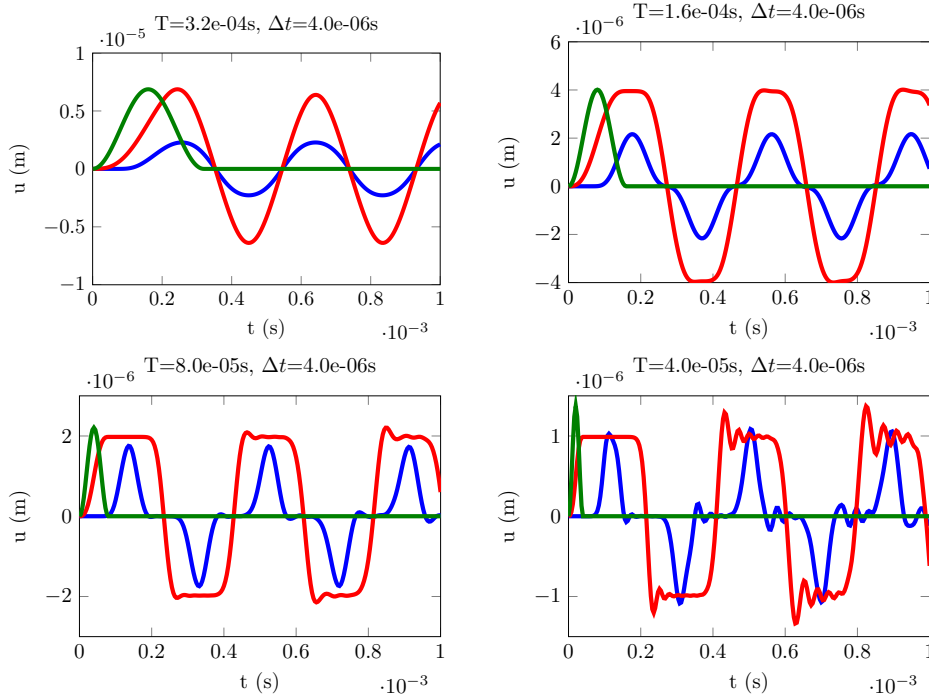 T=3.2e-04s, Δt=4.0e-06s
·10⁻⁵
1
0.5
0
−0.5
−1
u (m)
0 0.2 0.4 0.6 0.8 1
t (s)
·10⁻³
T=1.6e-04s, Δt=4.0e-06s
·10⁻⁶
6
4
2
0
−2
−4
u (m)
0 0.2 0.4 0.6 0.8 1
t (s)
·10⁻³
T=8.0e-05s, Δt=4.0e-06s
·10⁻⁶
2
0
−2
u (m)
0 0.2 0.4 0.6 0.8 1
t (s)
·10⁻³
T=4.0e-05s, Δt=4.0e-06s
·10⁻⁶
1
0
−1
u (m)
0 0.2 0.4 0.6 0.8 1
t (s)
·10⁻³